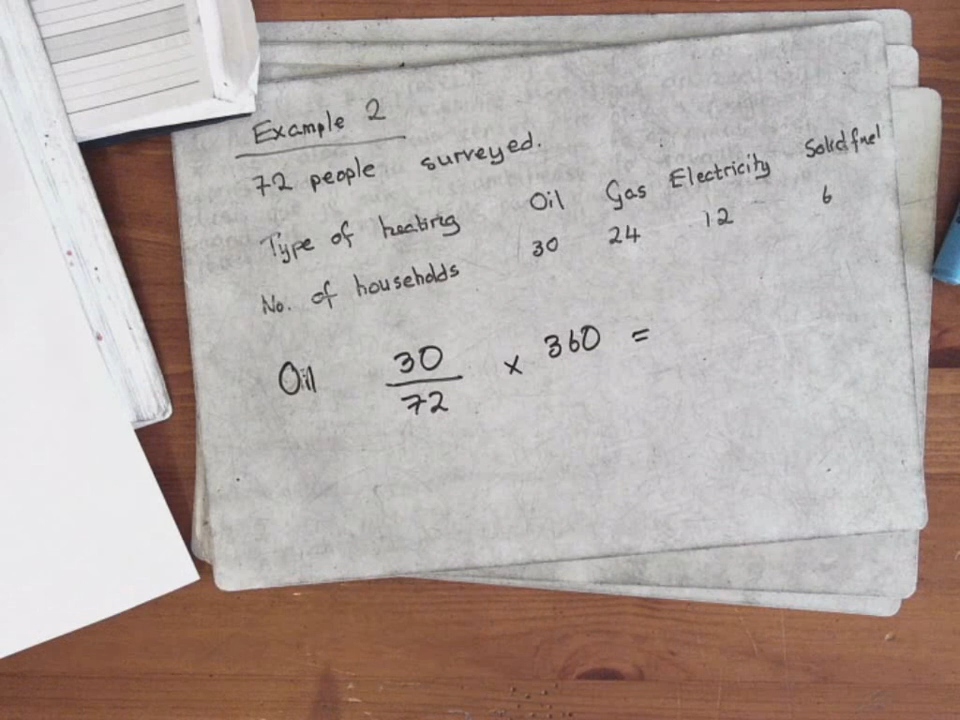 Example 2
72 people surveyed.
Type of heating Oil Gas Electricity Solid fuel
No. of households 30 24 12 6
Oil 30/72 × 360 =